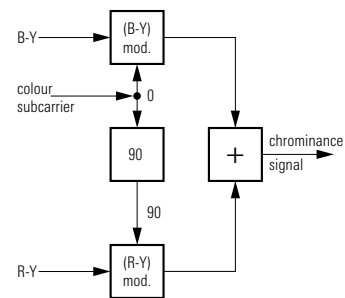 B-Y
(B-Y)
mod.
colour
subcarrier
0
90
+
chrominance
signal
90
R-Y
(R-Y)
mod.